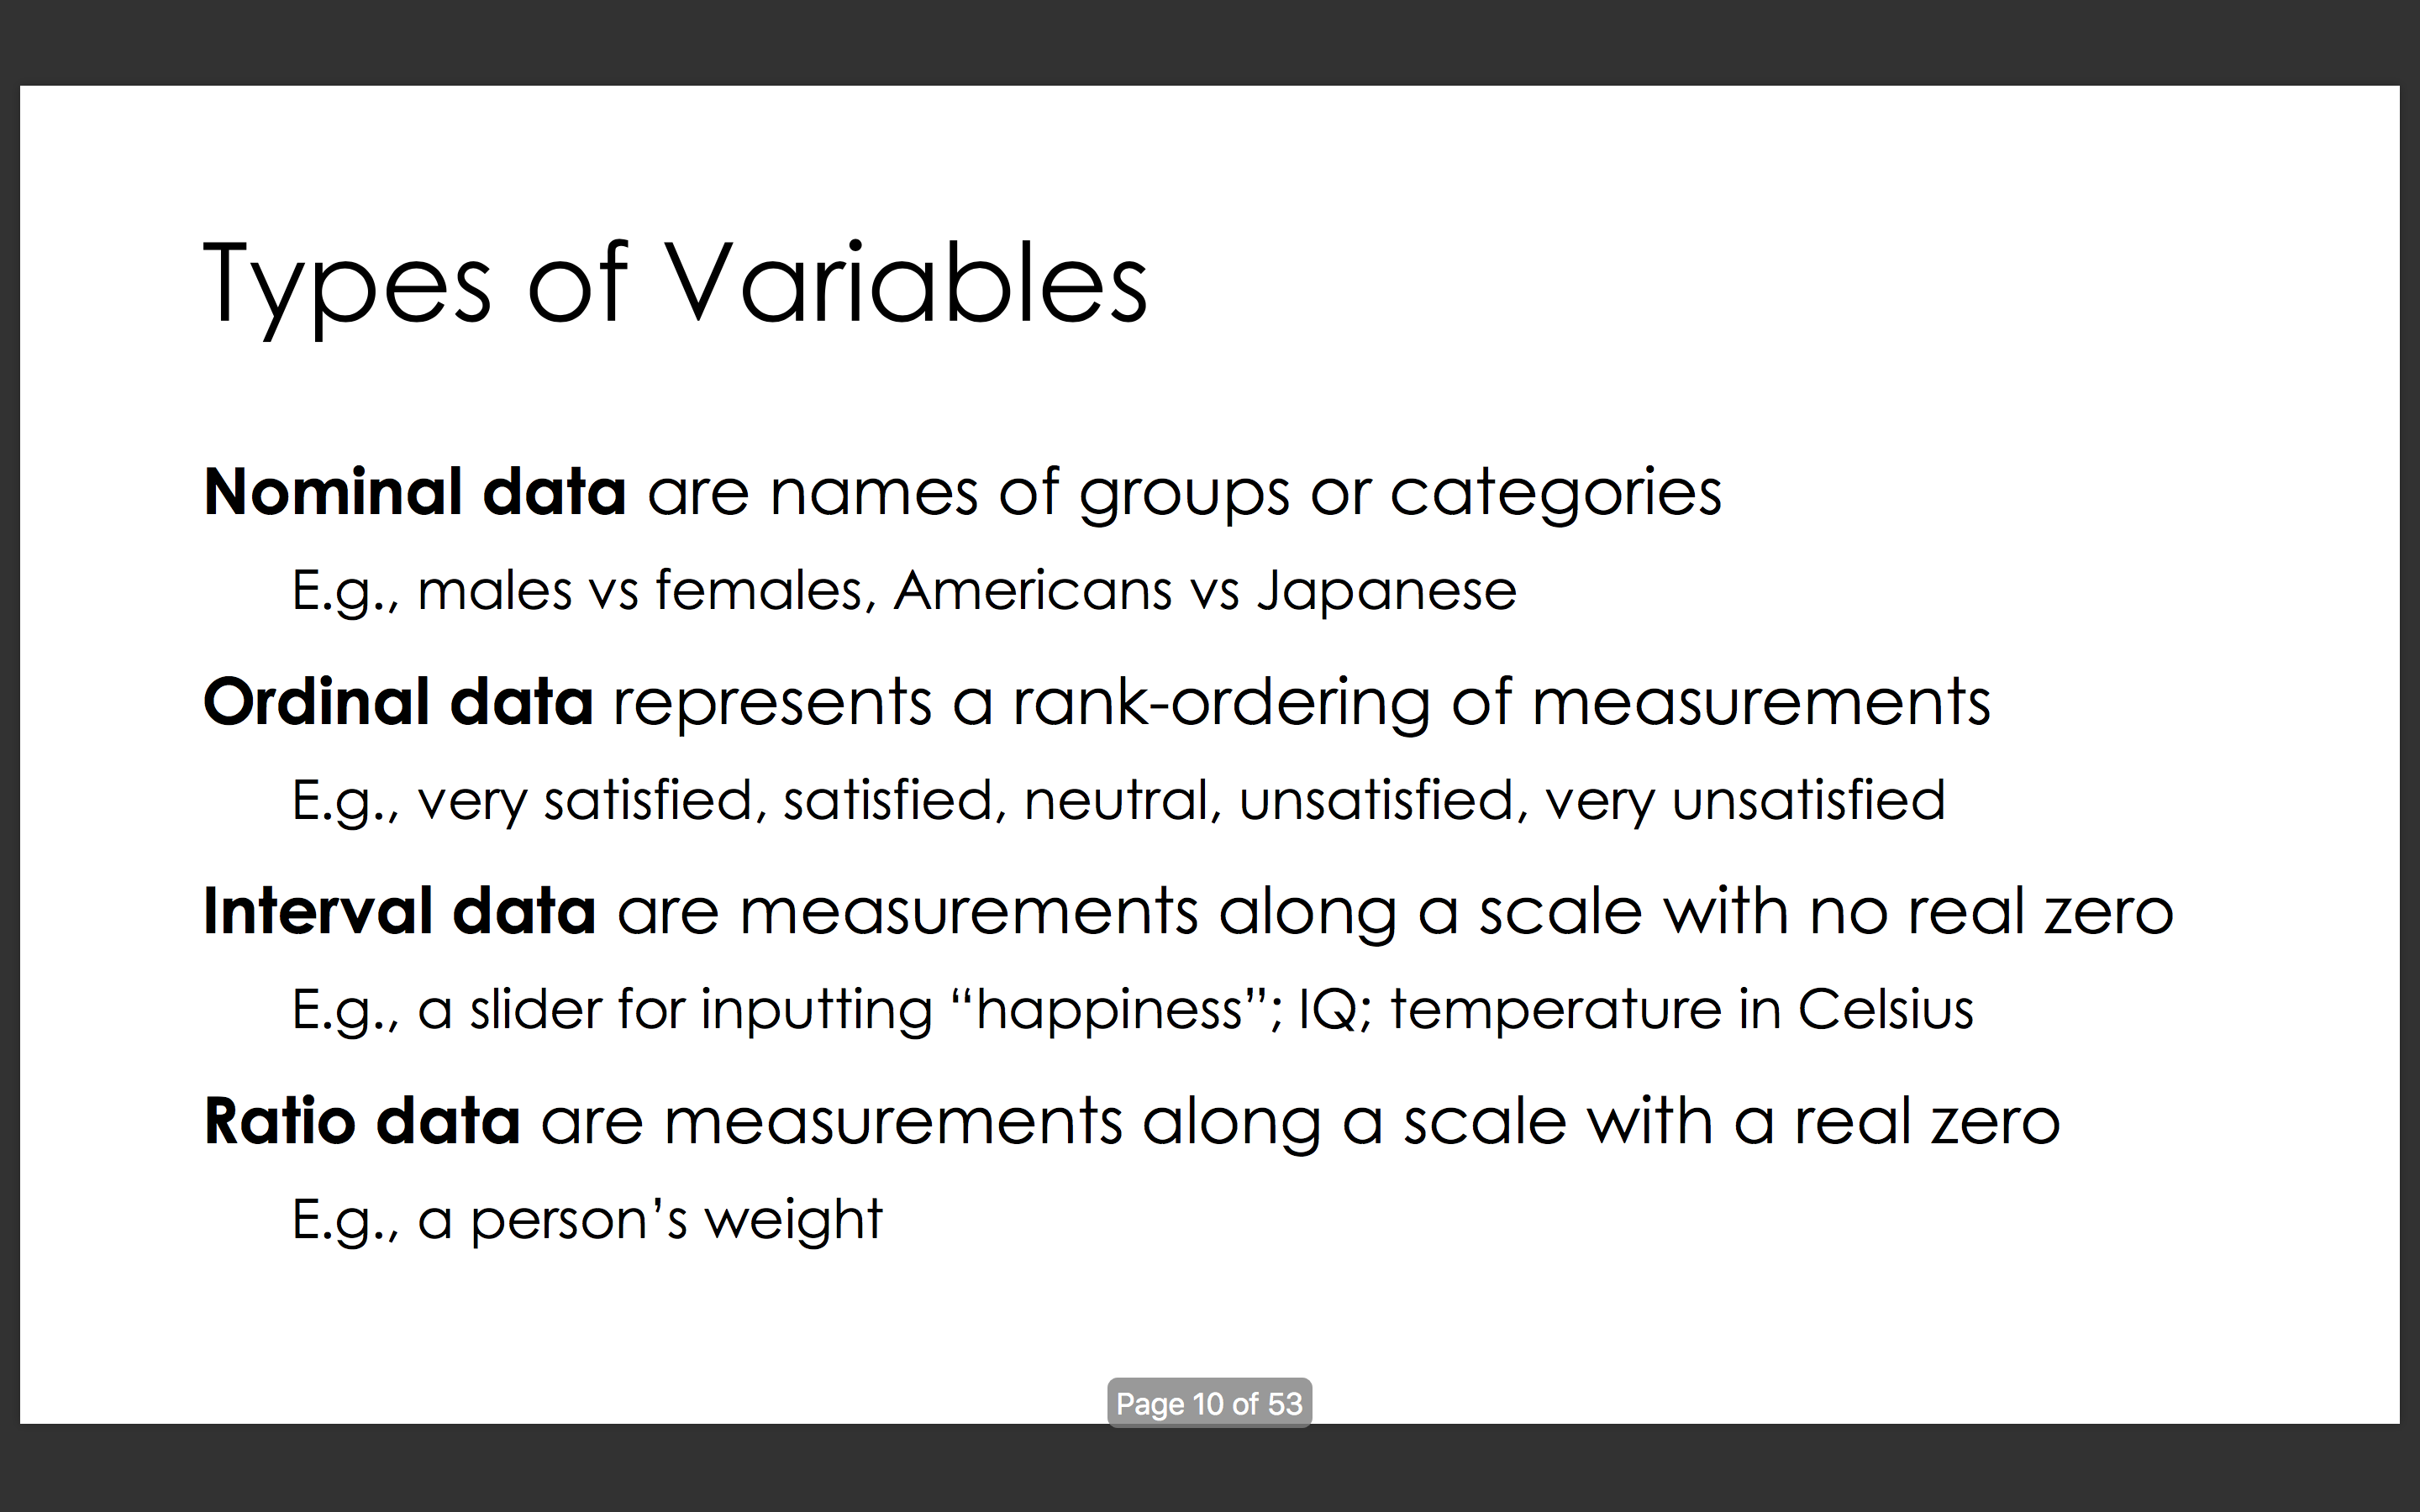 Types of Variables
Nominal data are names of groups or categories
E.g., males vs females, Americans vs Japanese
Ordinal data represents a rank-ordering of measurements
E.g., very satisfied, satisfied, neutral, unsatisfied, very unsatisfied
Interval data are measurements along a scale with no real zero
E.g., a slider for inputting “happiness”; IQ; temperature in Celsius
Ratio data are measurements along a scale with a real zero
E.g., a person’s weight
Page 10 of 53